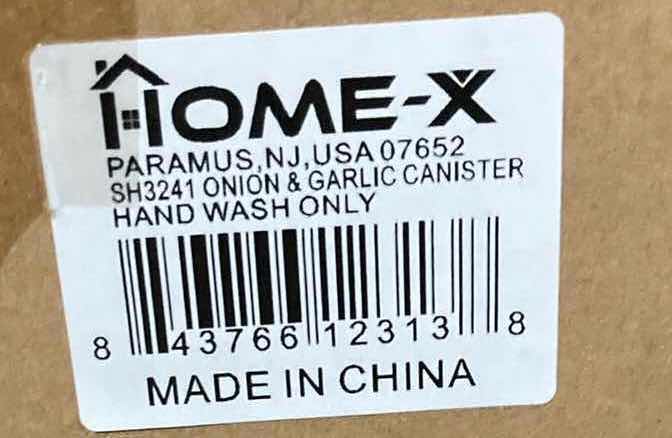 HOME-X
PARAMUS,NJ,USA 07652
SH3241 ONION & GARLIC CANISTER
HAND WASH ONLY
8 43766 12313 8
MADE IN CHINA